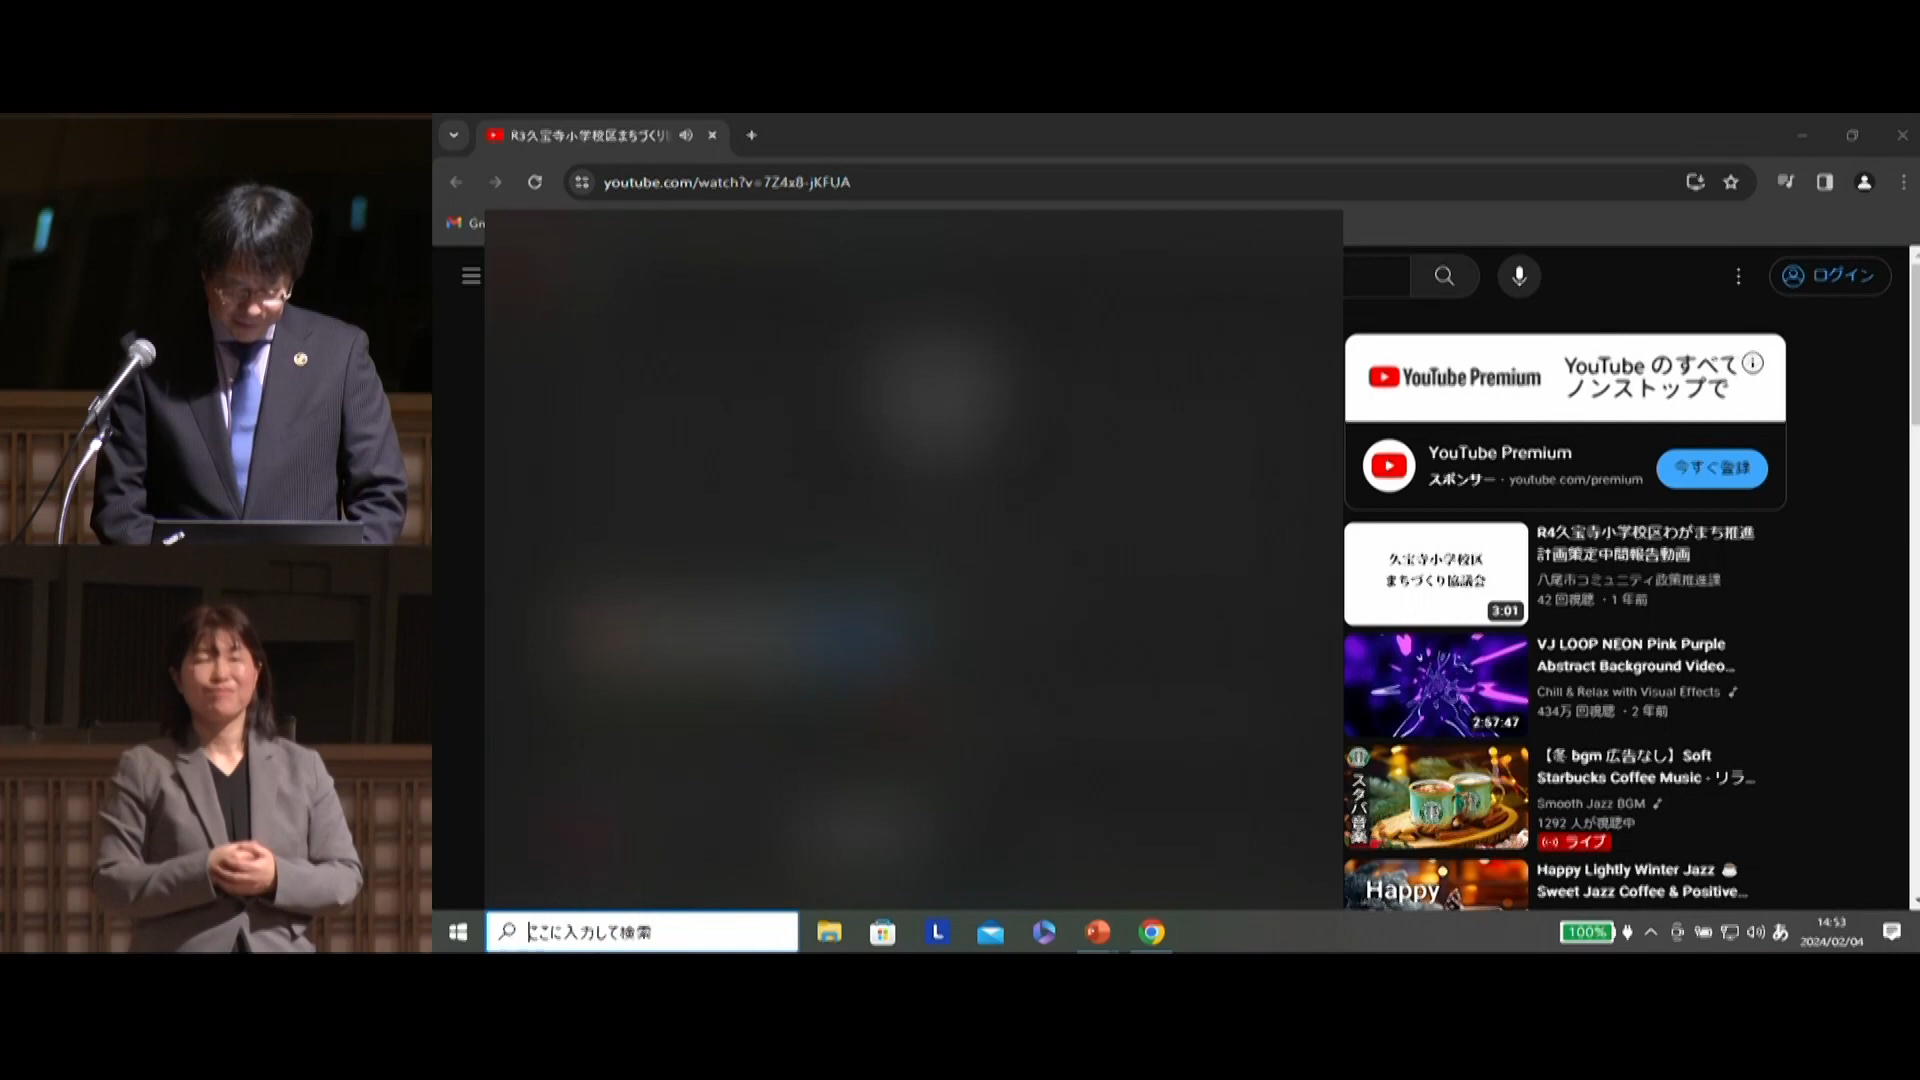 R3久宝寺小学校区まちづくり
youtube.com/watch?v=7Z4x8-jKFUA
ログイン
YouTube Premium
YouTube のすべて
ノンストップで
YouTube Premium
スポンサー・youtube.com/premium
今すぐ登録
久宝寺小学校区
まちづくり協議会
3:01
R4久宝寺小学校区わがまち推進
計画策定中間報告動画
八尾市コミュニティ政策推進課
42 回視聴・1 年前
2:57:47
VJ LOOP NEON Pink Purple
Abstract Background Video...
Chill & Relax with Visual Effects
434万 回視聴・2 年前
スタバ音楽
【冬 bgm 広告なし】Soft
Starbucks Coffee Music - リラ...
Smooth Jazz BGM
1292 人が視聴中
ライブ
Happy
Happy Lightly Winter Jazz
Sweet Jazz Coffee & Positive...
ここに入力して検索
L
100%
あ
14:53
2024/02/04